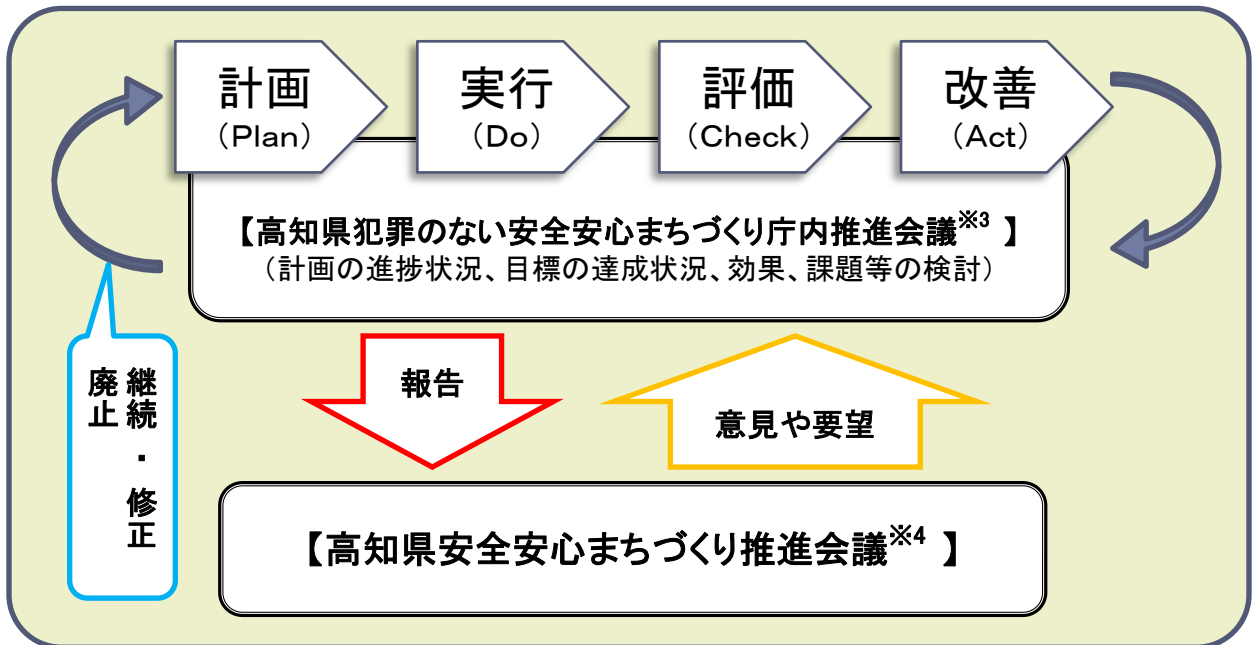 計画
（Plan）
実行
（Do）
評価
（Check）
改善
（Act）
【高知県犯罪のない安全安心まちづくり庁内推進会議※3 】
（計画の進捗状況、目標の達成状況、効果、課題等の検討）
継続・修正
廃止
報告
意見や要望
【高知県安全安心まちづくり推進会議※4 】